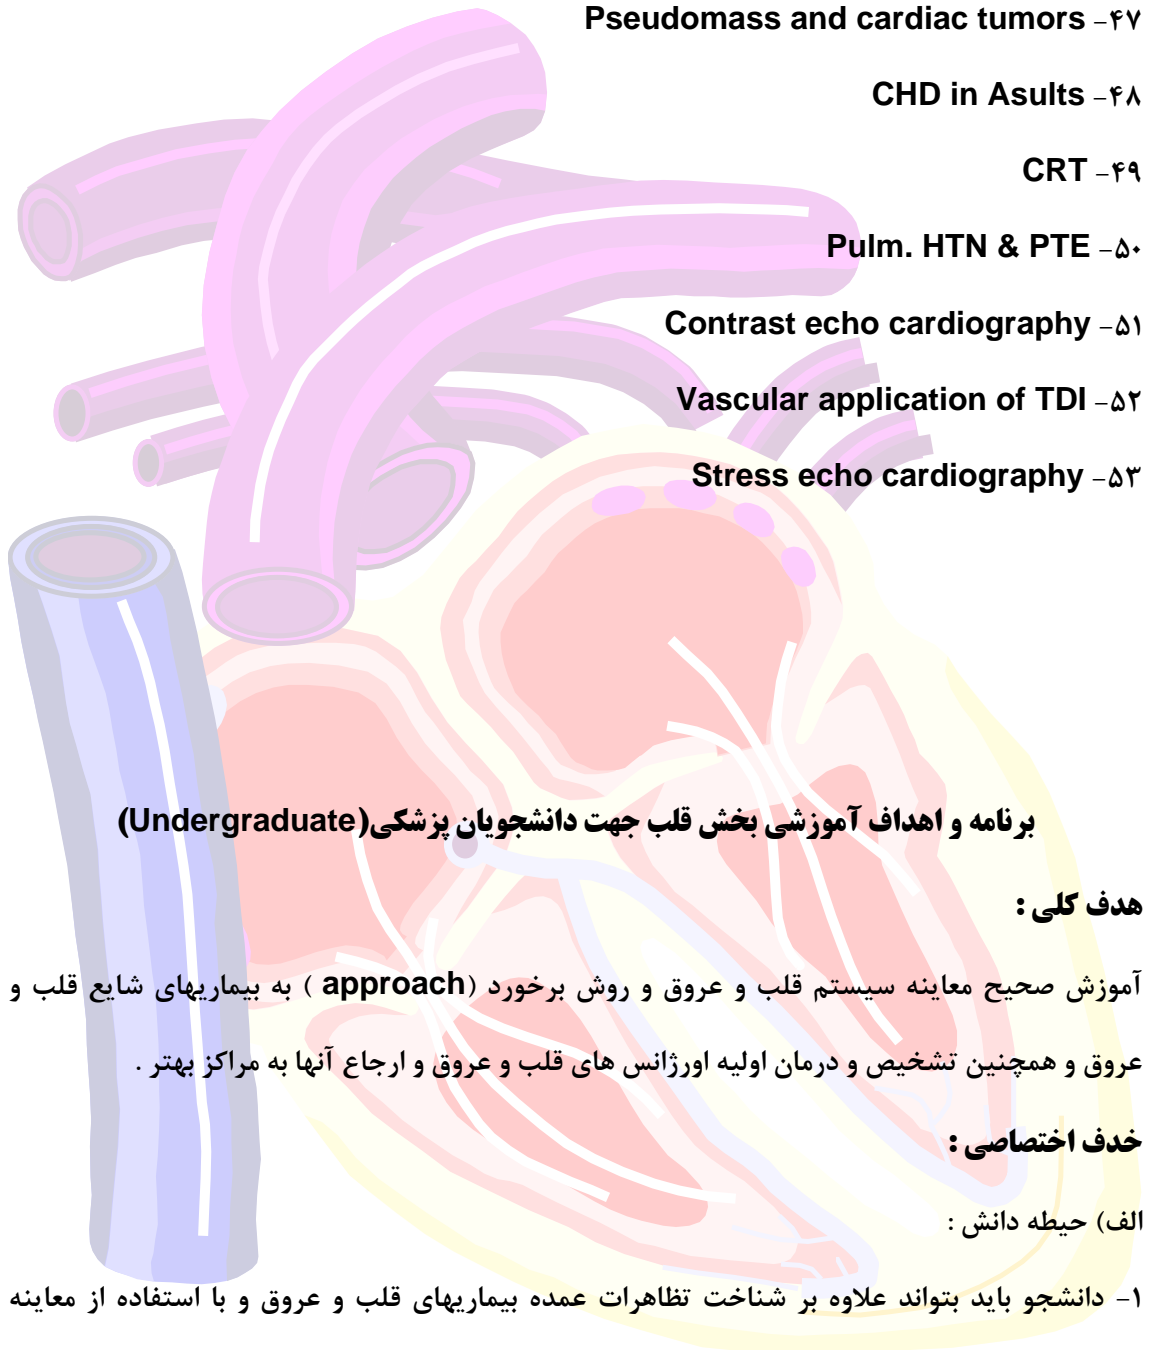 ۴۷- Pseudomass and cardiac tumors
۴۸- CHD in Asults
۴۹- CRT
۵۰- Pulm. HTN & PTE
۵۱- Contrast echo cardiography
۵۲- Vascular application of TDI
۵۳- Stress echo cardiography
برنامه و اهداف آموزشی بخش قلب جهت دانشجویان پزشکی(Undergraduate)
هدف کلی :
آموزش صحیح معاینه سیستم قلب و عروق و روش برخورد (approach ) به بیماریهای شایع قلب و
عروق و همچنین تشخیص و درمان اولیه اورژانس های قلب و عروق و ارجاع آنها به مراکز بهتر .
خدف اختصاصی :
الف) حیطه دانش :
۱- دانشجو باید بتواند علاوه بر شناخت تظاهرات عمده بیماریهای قلب و عروق و با استفاده از معاینه